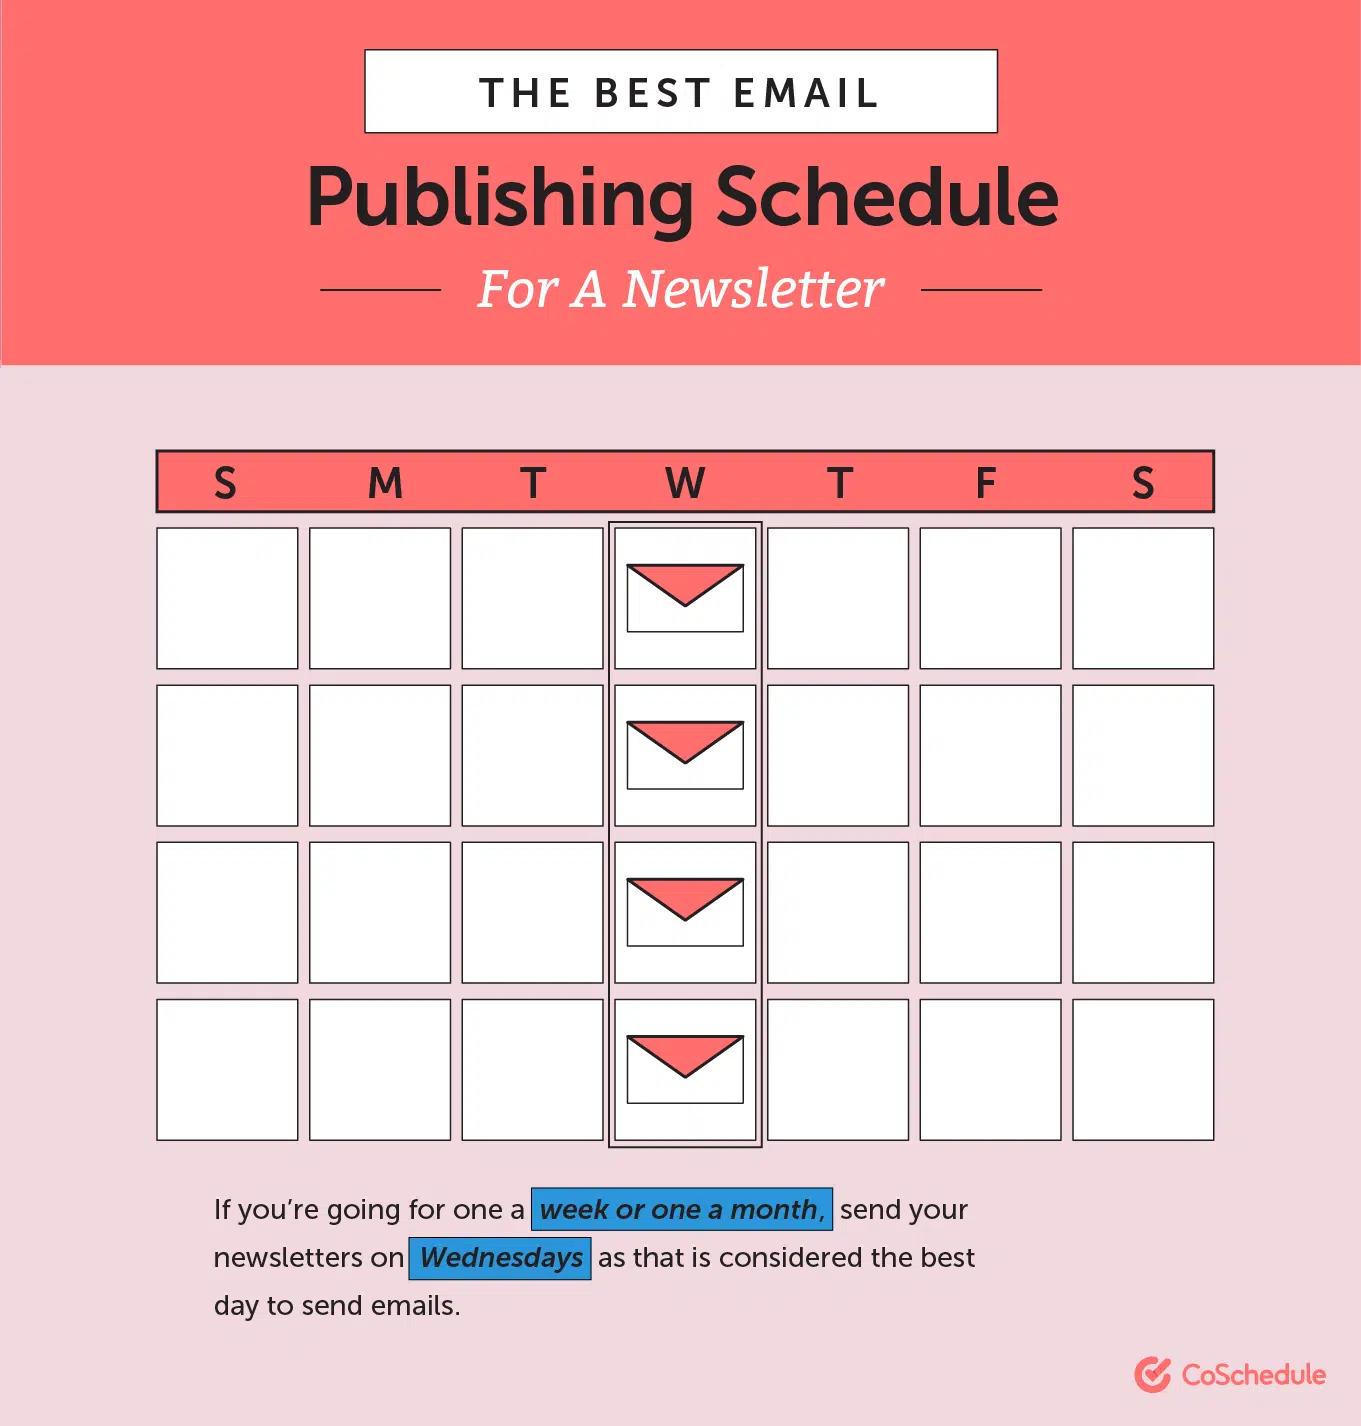 THE BEST EMAIL
Publishing Schedule
For A Newsletter
S M T W T F S
If you’re going for one a week or one a month, send your
newsletters on Wednesdays as that is considered the best
day to send emails.
CoSchedule